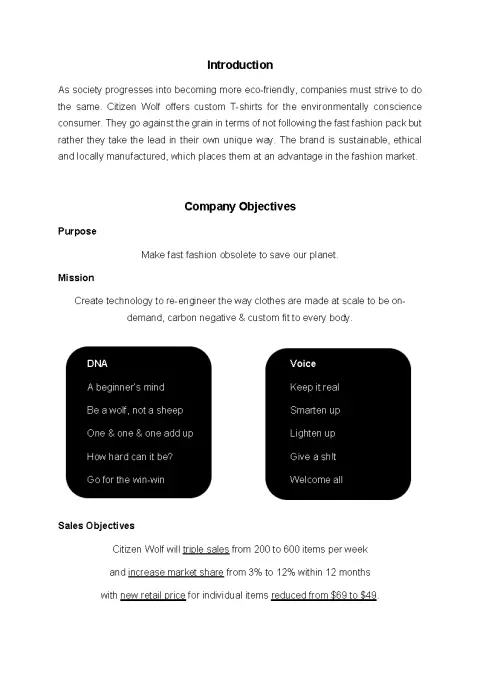 Introduction
As society progresses into becoming more eco-friendly, companies must strive to do
the same. Citizen Wolf offers custom T-shirts for the environmentally conscience
consumer. They go against the grain in terms of not following the fast fashion pack but
rather they take the lead in their own unique way. The brand is sustainable, ethical
and locally manufactured, which places them at an advantage in the fashion market.
Company Objectives
Purpose
Make fast fashion obsolete to save our planet.
Mission
Create technology to re-engineer the way clothes are made at scale to be on-
demand, carbon negative & custom fit to every body.
DNA
A beginner's mind
Be a wolf, not a sheep
One & one & one add up
How hard can it be?
Go for the win-win
Voice
Keep it real
Smarten up
Lighten up
Give a sh!t
Welcome all
Sales Objectives
Citizen Wolf will triple sales from 200 to 600 items per week
and increase market share from 3% to 12% within 12 months
with new retail price for individual items reduced from $69 to $49.